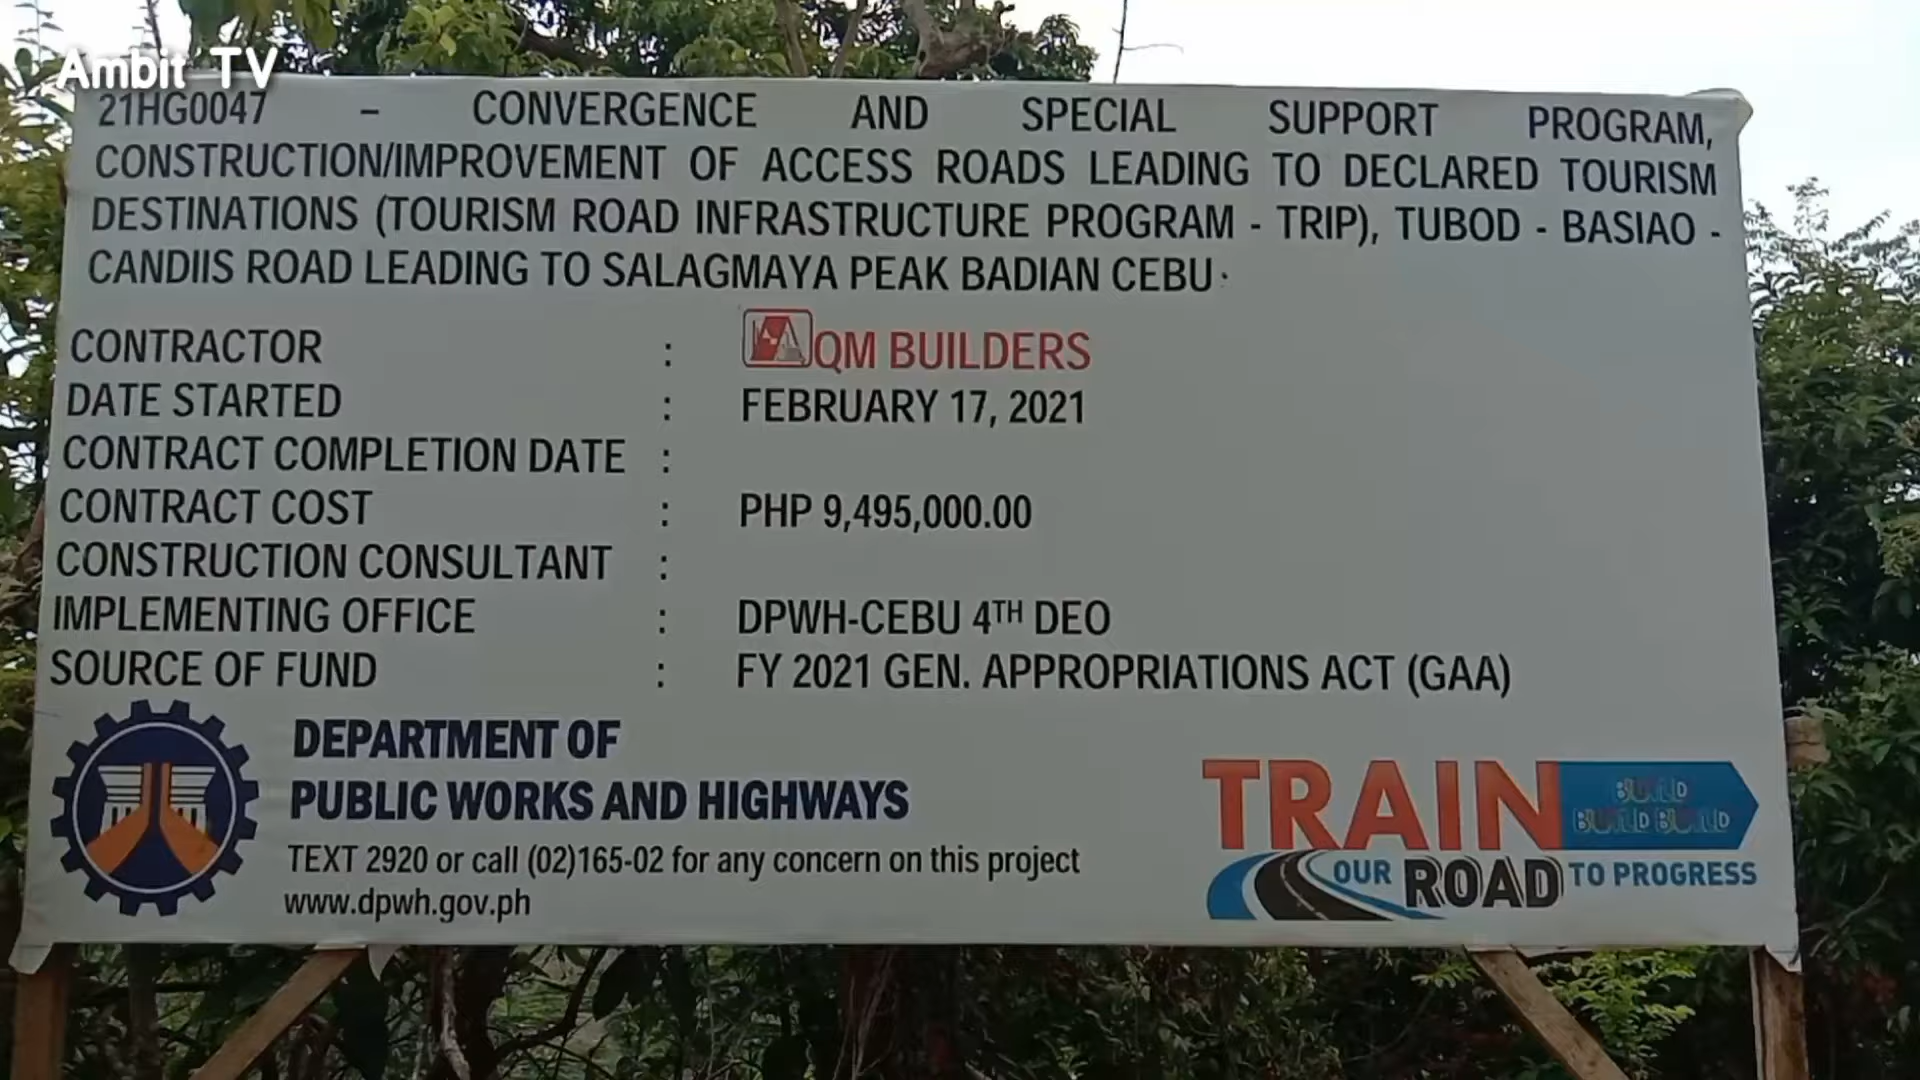 Ambit TV
21HG0047 – CONVERGENCE AND SPECIAL SUPPORT PROGRAM,
CONSTRUCTION/IMPROVEMENT OF ACCESS ROADS LEADING TO DECLARED TOURISM
DESTINATIONS (TOURISM ROAD INFRASTRUCTURE PROGRAM - TRIP), TUBOD - BASIAO -
CANDIIS ROAD LEADING TO SALAGMAYA PEAK BADIAN CEBU
CONTRACTOR : QM BUILDERS
DATE STARTED : FEBRUARY 17, 2021
CONTRACT COMPLETION DATE :
CONTRACT COST : PHP 9,495,000.00
CONSTRUCTION CONSULTANT :
IMPLEMENTING OFFICE : DPWH-CEBU 4TH DEO
SOURCE OF FUND : FY 2021 GEN. APPROPRIATIONS ACT (GAA)
DEPARTMENT OF
PUBLIC WORKS AND HIGHWAYS
TEXT 2920 or call (02)165-02 for any concern on this project
www.dpwh.gov.ph
TRAIN
BUILD
BUILD BUILD
OUR ROAD TO PROGRESS